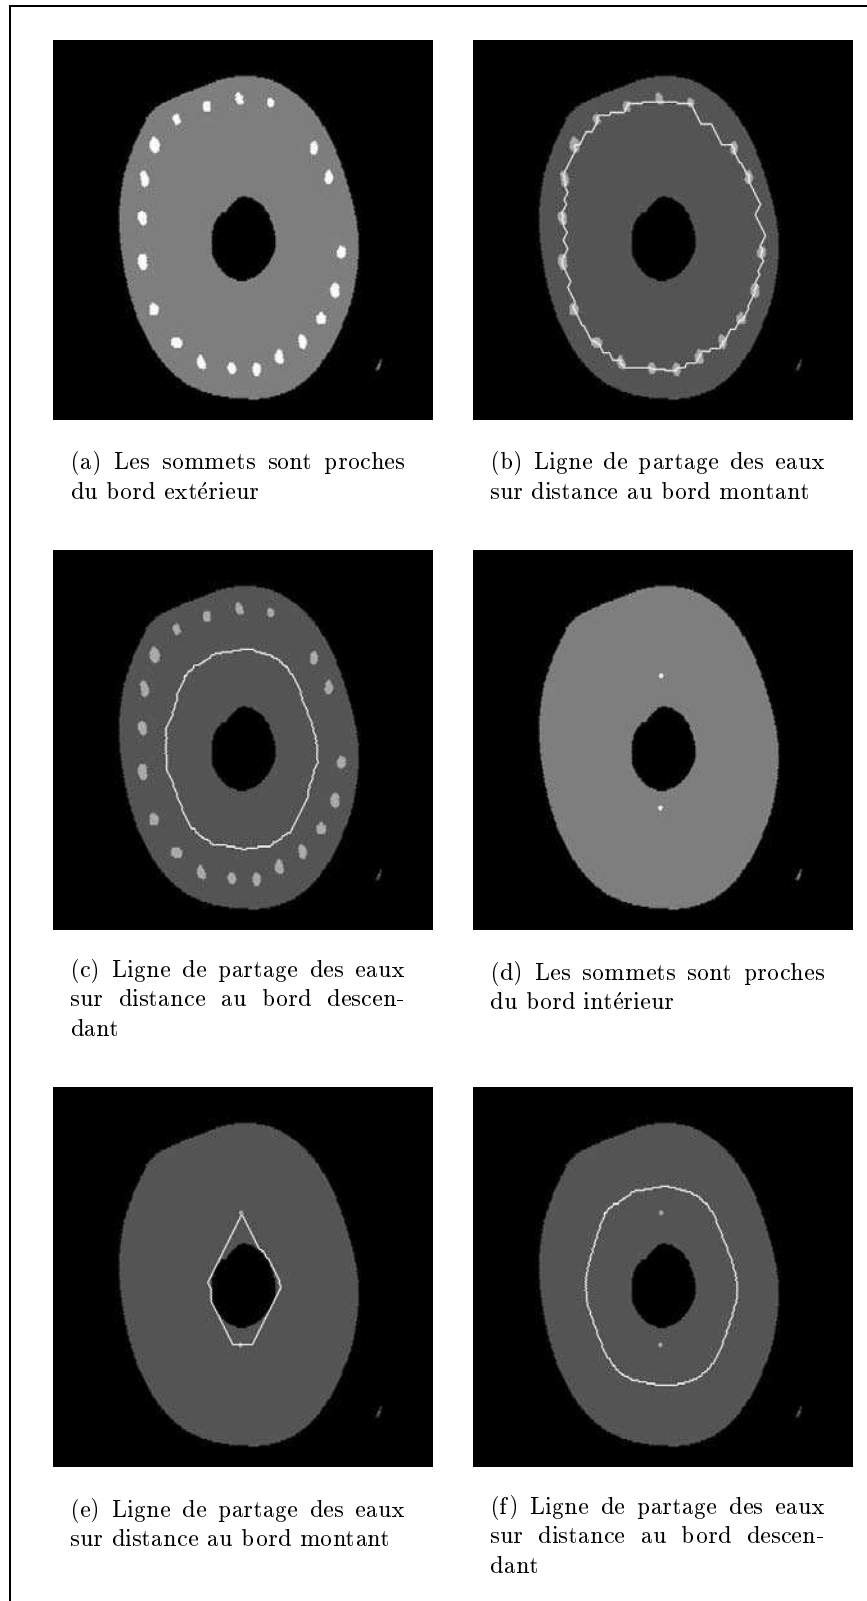 (a) Les sommets sont proches
du bord extérieur
(b) Ligne de partage des eaux
sur distance au bord montant
(c) Ligne de partage des eaux
sur distance au bord descen-
dant
(d) Les sommets sont proches
du bord intérieur
(e) Ligne de partage des eaux
sur distance au bord montant
(f) Ligne de partage des eaux
sur distance au bord descen-
dant